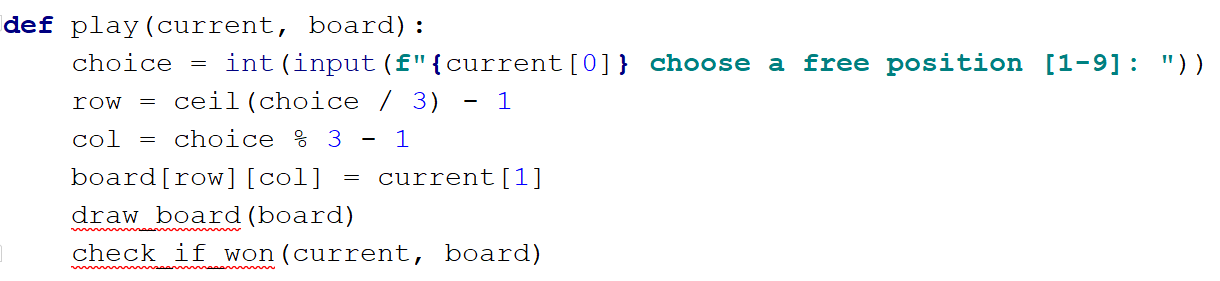 def play(current, board):
    choice = int(input(f"{current[0]} choose a free position [1-9]: "))
    row = ceil(choice / 3) - 1
    col = choice % 3 - 1
    board[row][col] = current[1]
    draw_board(board)
    check_if_won(current, board)